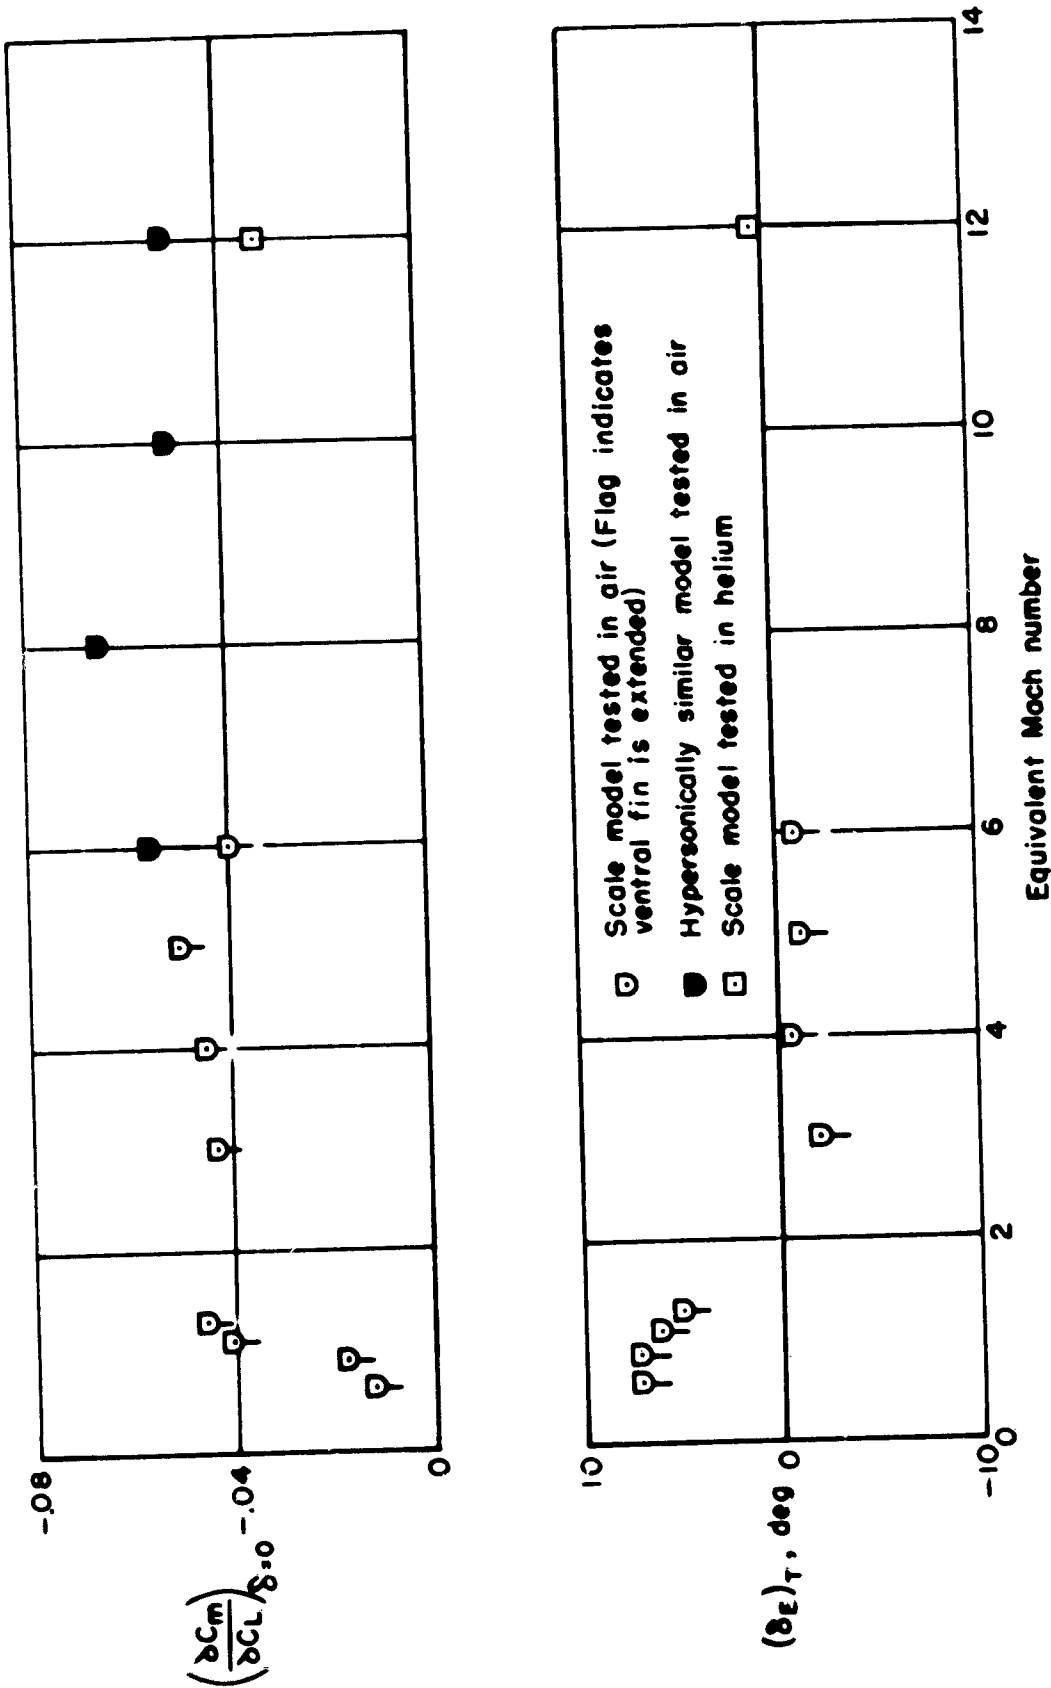 -.08
-.04
0
(∂Cm/∂CL)δ=0
10
0
-10
(δE)T, deg
Scale model tested in air (Flag indicates
ventral fin is extended)
Hypersonically similar model tested in air
Scale model tested in helium
0 2 4 6 8 10 12 14
Equivalent Mach number